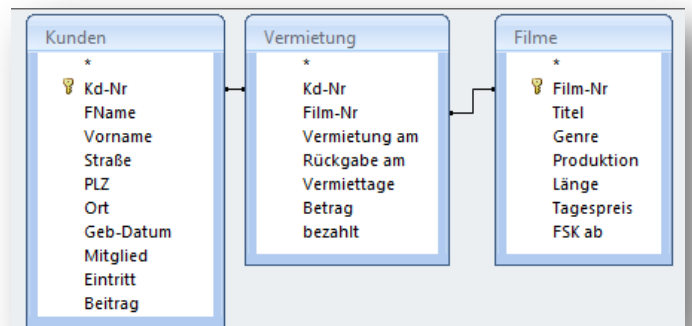 Kunden
*
Kd-Nr
FName
Vorname
Straße
PLZ
Ort
Geb-Datum
Mitglied
Eintritt
Beitrag
Vermietung
*
Kd-Nr
Film-Nr
Vermietung am
Rückgabe am
Vermiettage
Betrag
bezahlt
Filme
*
Film-Nr
Titel
Genre
Produktion
Länge
Tagespreis
FSK ab